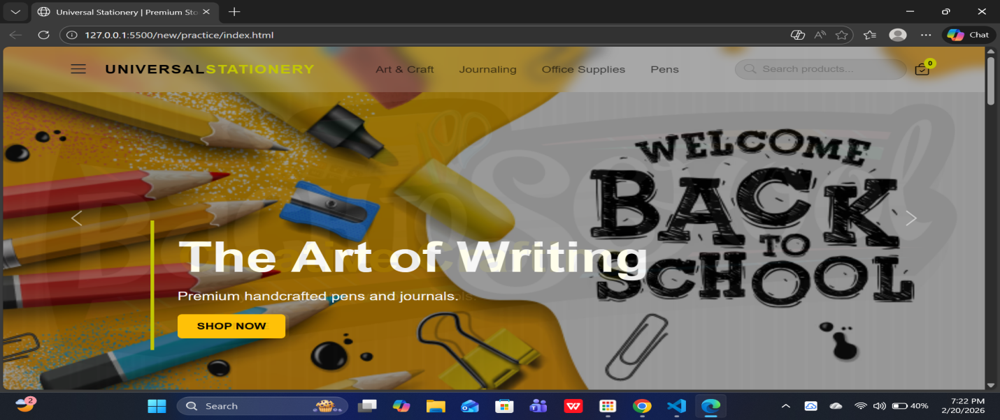 Universal Stationery | Premium Sto
127.0.0.1:5500/new/practice/index.html
Chat
UNIVERSALSTATIONERY
Art & Craft
Journaling
Office Supplies
Pens
Search products...
0
WELCOME
BACK
TO
SCHOOL
The Art of Writing
Premium handcrafted pens and journals.
SHOP NOW
2
Search
40%
7:22 PM
2/20/2026